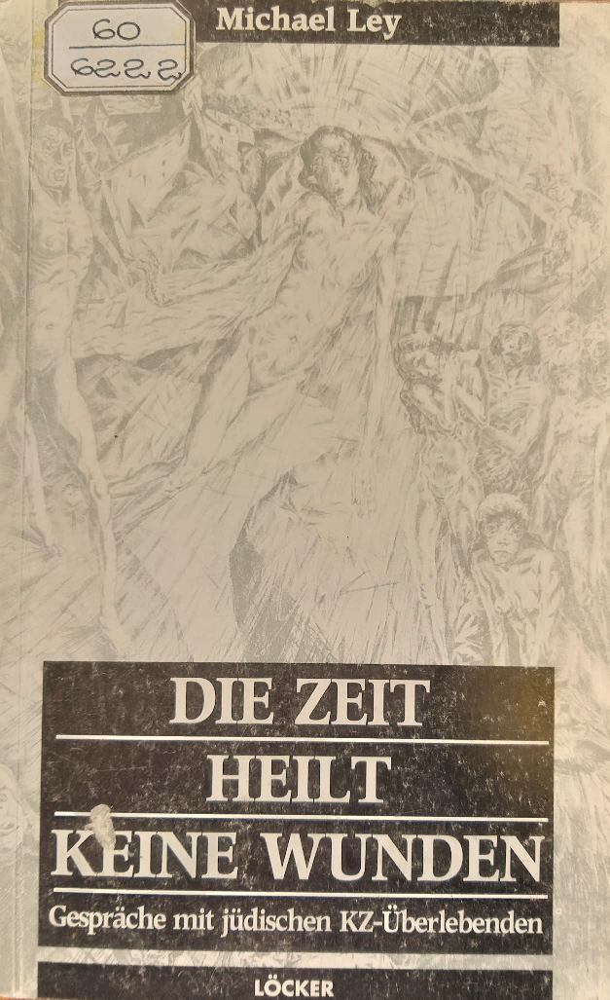 60
6222
Michael Ley
DIE ZEIT
HEILT
KEINE WUNDEN
Gespräche mit jüdischen KZ-Überlebenden
LÖCKER